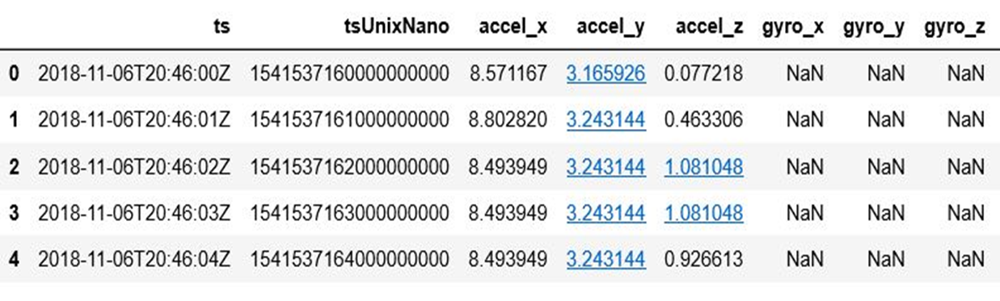 ts tsUnixNano accel_x accel_y accel_z gyro_x gyro_y gyro_z
0 2018-11-06T20:46:00Z 1541537160000000000 8.571167 3.165926 0.077218 NaN NaN NaN
1 2018-11-06T20:46:01Z 1541537161000000000 8.802820 3.243144 0.463306 NaN NaN NaN
2 2018-11-06T20:46:02Z 1541537162000000000 8.493949 3.243144 1.081048 NaN NaN NaN
3 2018-11-06T20:46:03Z 1541537163000000000 8.493949 3.243144 1.081048 NaN NaN NaN
4 2018-11-06T20:46:04Z 1541537164000000000 8.493949 3.243144 0.926613 NaN NaN NaN